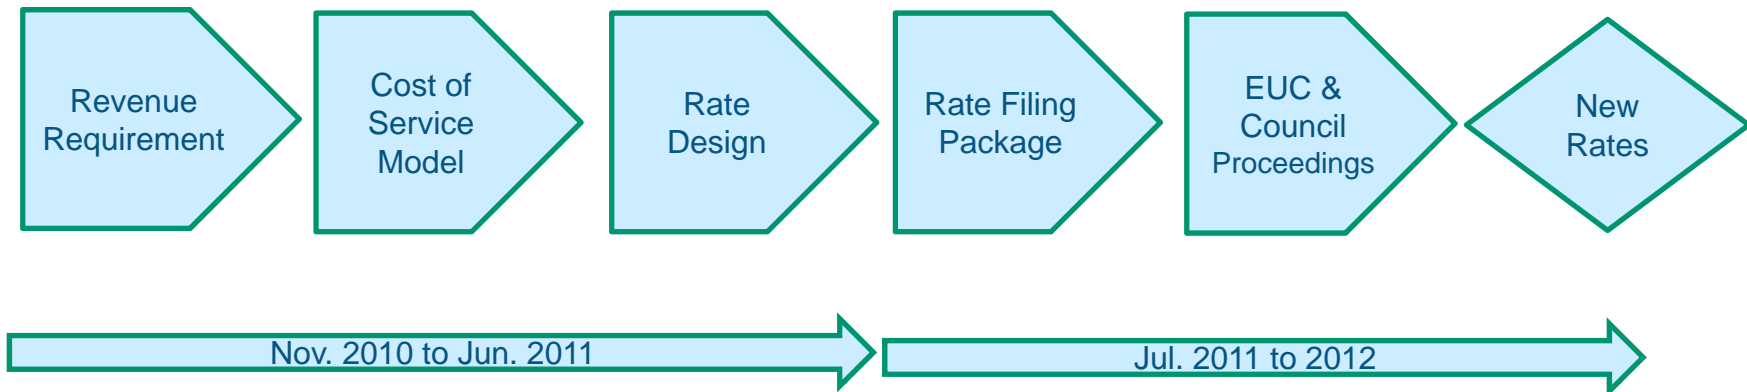 Revenue
Requirement
Cost of
Service
Model
Rate
Design
Rate Filing
Package
EUC &
Council
Proceedings
New
Rates
Nov. 2010 to Jun. 2011
Jul. 2011 to 2012